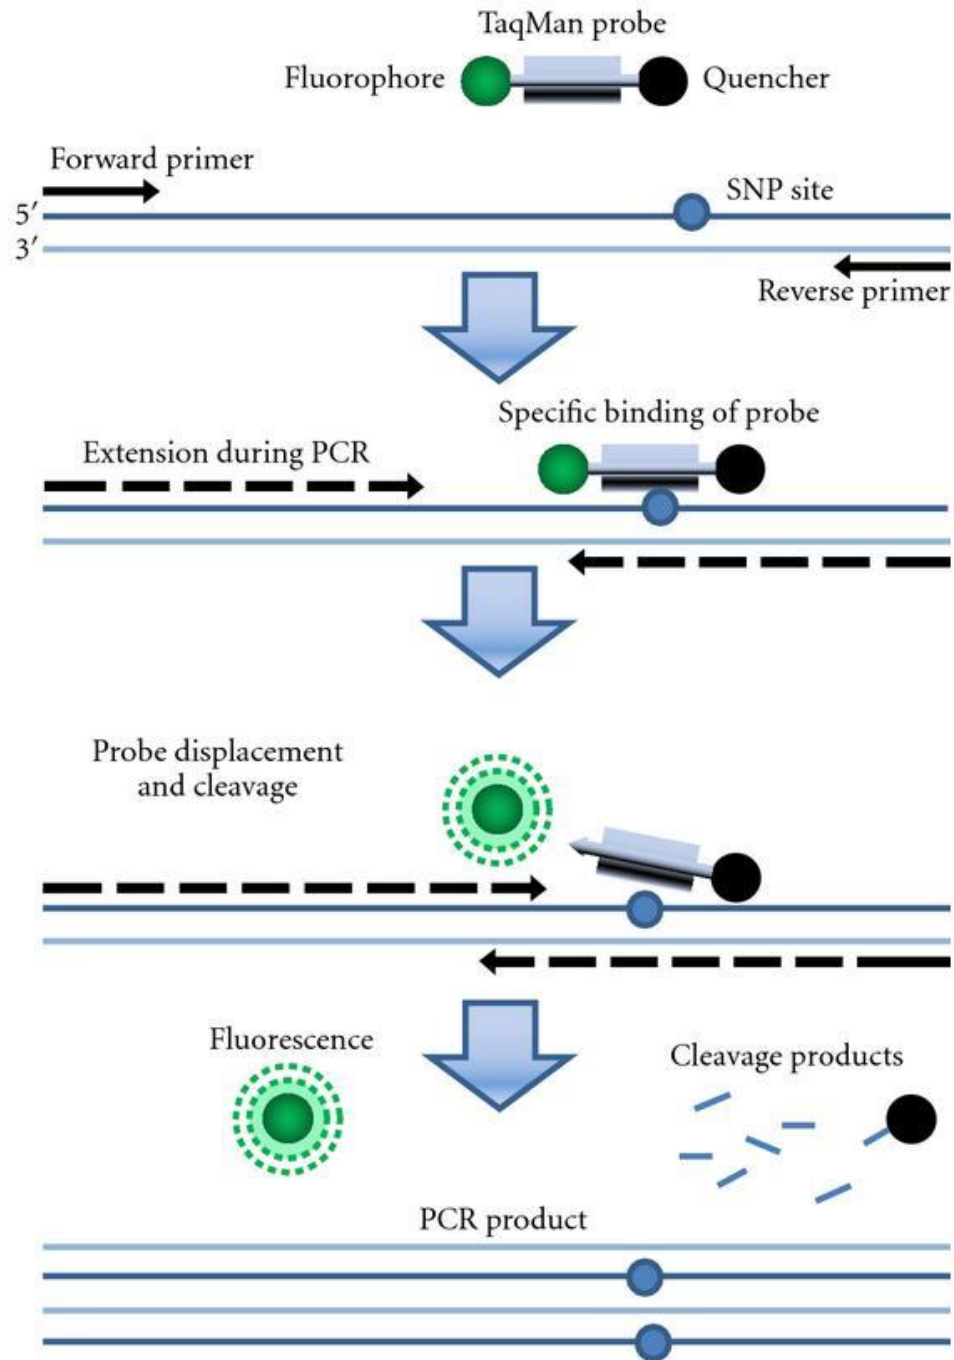 TaqMan probe
Fluorophore
Quencher
Forward primer
SNP site
5′
3′
Reverse primer
Specific binding of probe
Extension during PCR
Probe displacement
and cleavage
Fluorescence
Cleavage products
PCR product